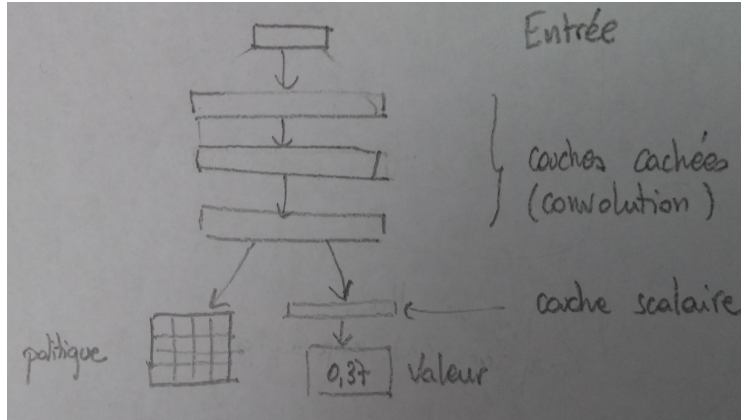 Entrée
couches cachées
(convolution)
couche scalaire
politique
0,37
Valeur